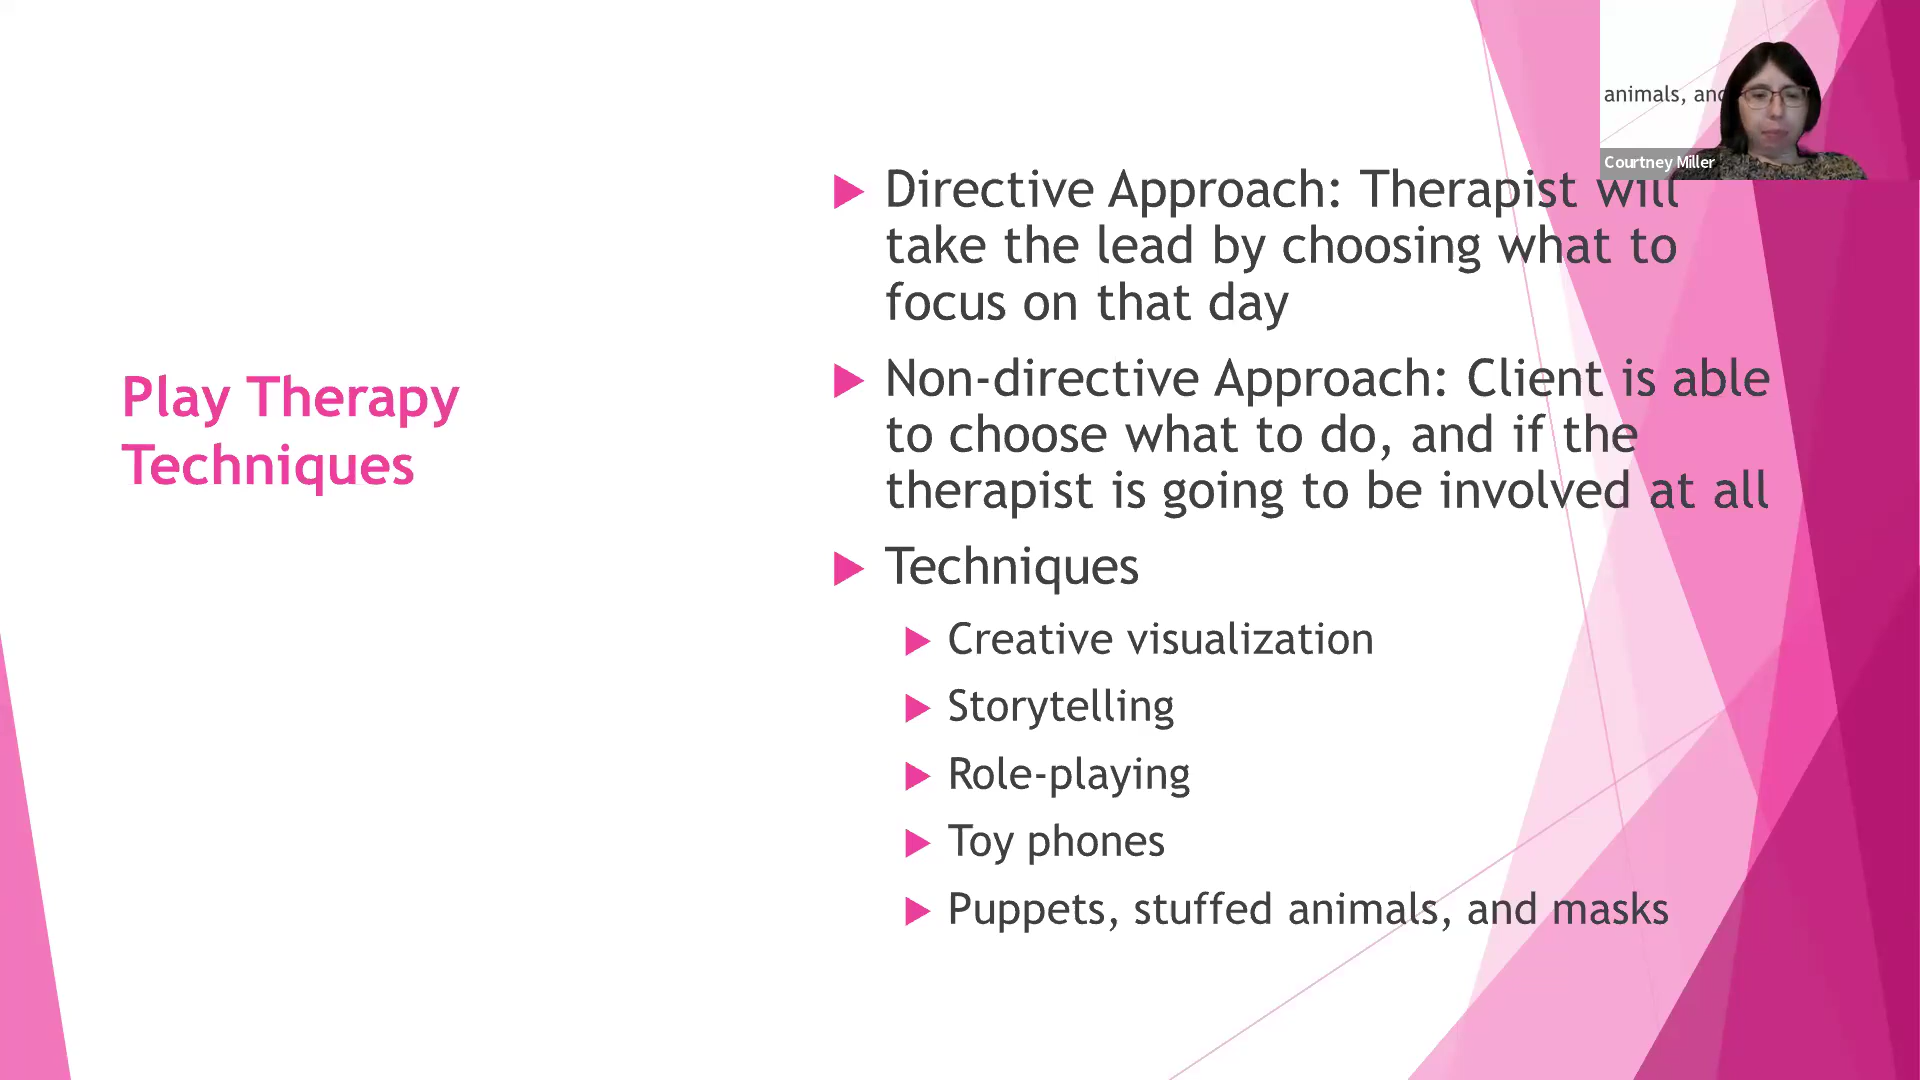 animals, and
Courtney Miller
Play Therapy
Techniques
Directive Approach: Therapist will
take the lead by choosing what to
focus on that day
Non-directive Approach: Client is able
to choose what to do, and if the
therapist is going to be involved at all
Techniques
Creative visualization
Storytelling
Role-playing
Toy phones
Puppets, stuffed animals, and masks